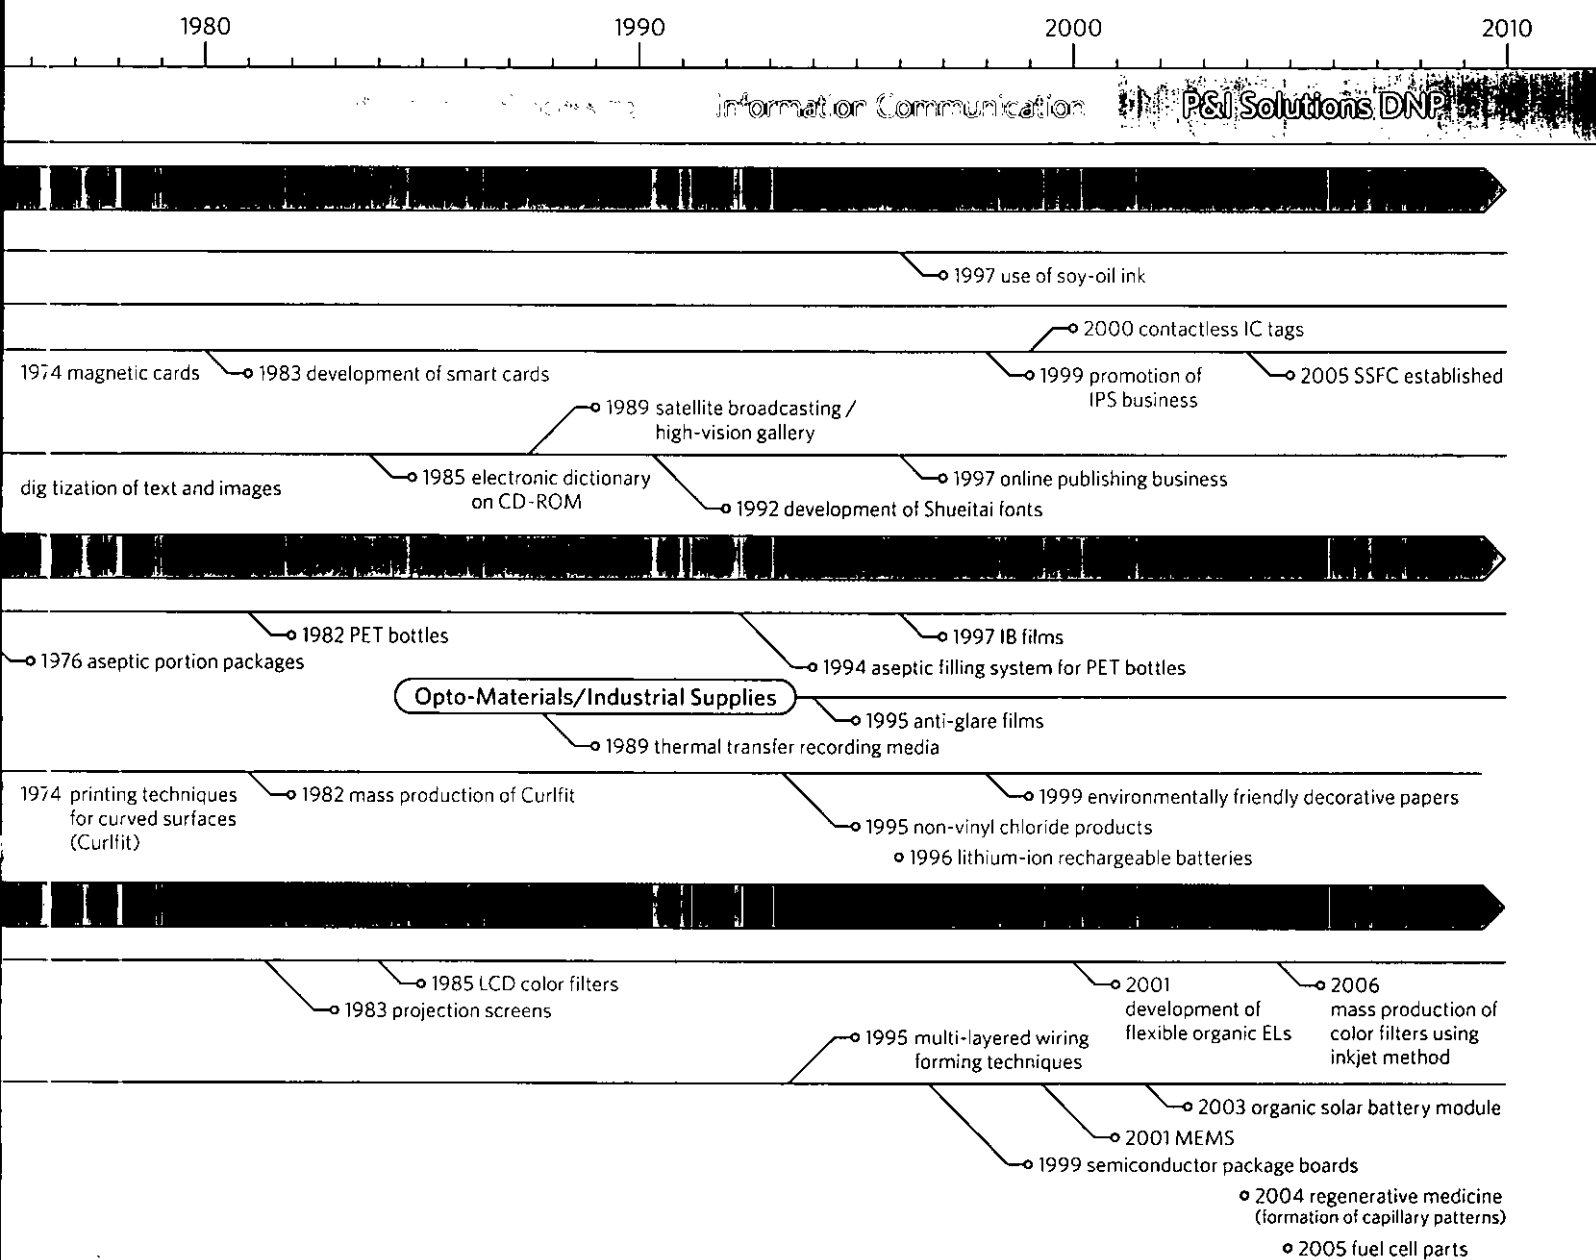 1980
1990
2000
2010
Information Communication
P&I Solutions DNP
1997 use of soy-oil ink
2000 contactless IC tags
1974 magnetic cards
1983 development of smart cards
1999 promotion of
IPS business
2005 SSFC established
1989 satellite broadcasting /
high-vision gallery
dig tization of text and images
1985 electronic dictionary
on CD-ROM
1997 online publishing business
1992 development of Shueitai fonts
1982 PET bottles
1997 IB films
1976 aseptic portion packages
1994 aseptic filling system for PET bottles
Opto-Materials/Industrial Supplies
1995 anti-glare films
1989 thermal transfer recording media
1974 printing techniques
for curved surfaces
(Curlfit)
1982 mass production of Curlfit
1999 environmentally friendly decorative papers
1995 non-vinyl chloride products
1996 lithium-ion rechargeable batteries
1985 LCD color filters
1983 projection screens
2001
development of
flexible organic ELs
2006
mass production of
color filters using
inkjet method
1995 multi-layered wiring
forming techniques
2003 organic solar battery module
2001 MEMS
1999 semiconductor package boards
2004 regenerative medicine
(formation of capillary patterns)
2005 fuel cell parts